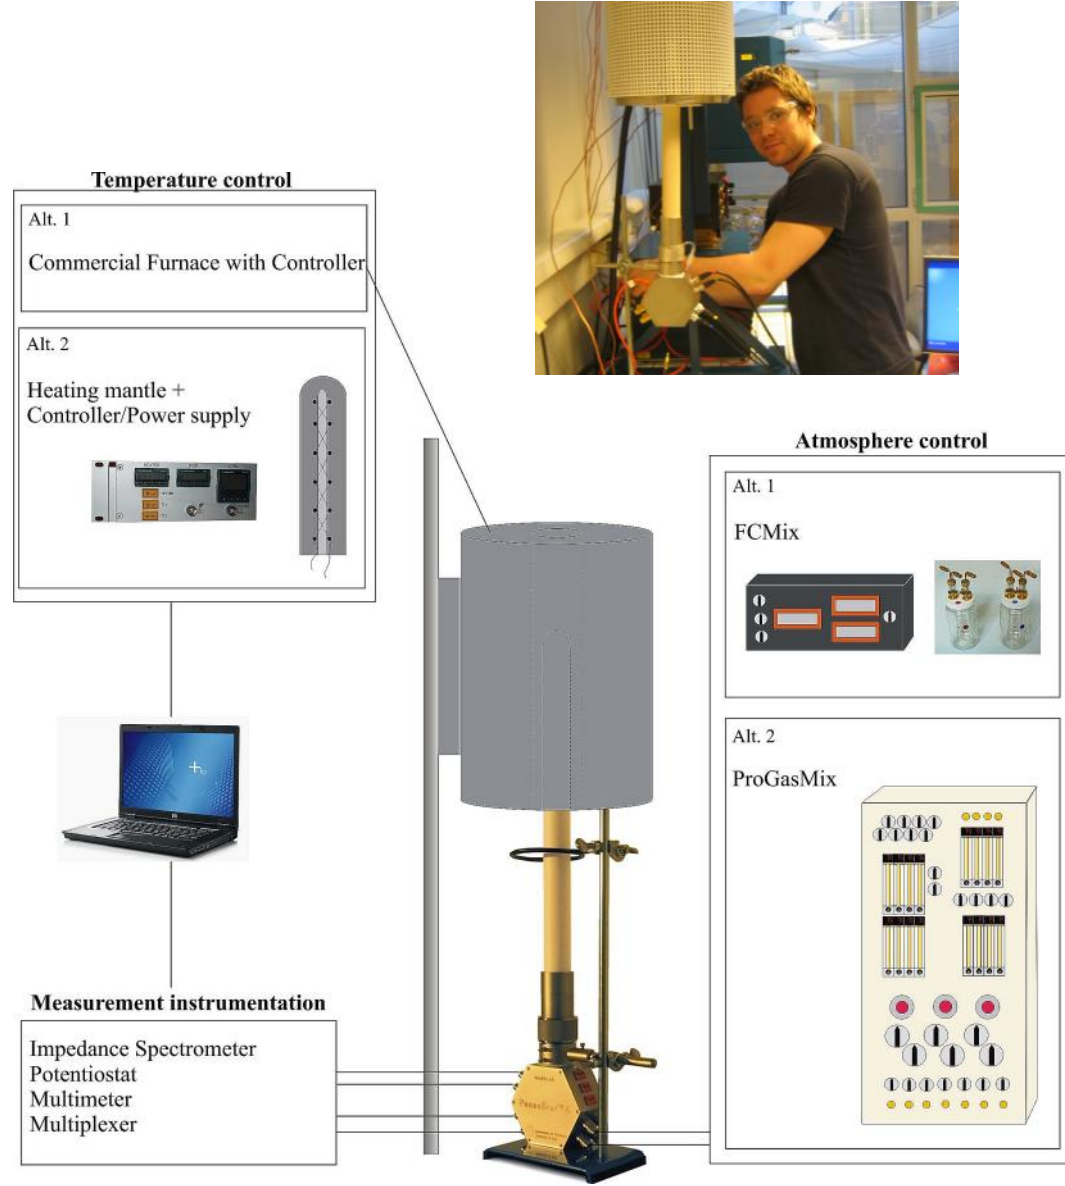 Temperature control
Alt. 1
Commercial Furnace with Controller
Alt. 2
Heating mantle +
Controller/Power supply
Atmosphere control
Alt. 1
FCMix
Alt. 2
ProGasMix
Measurement instrumentation
Impedance Spectrometer
Potentiostat
Multimeter
Multiplexer